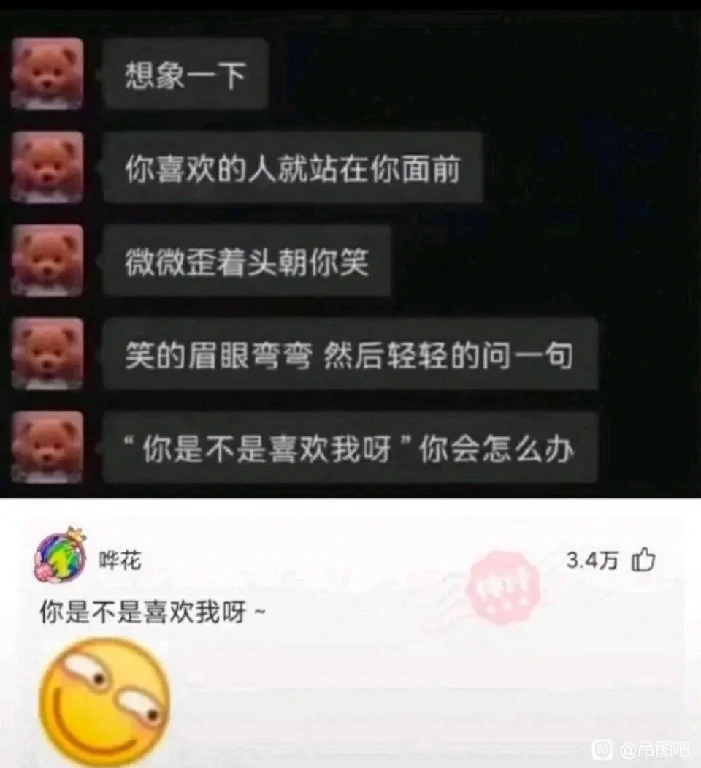 想象一下
你喜欢的人就站在你面前
微微歪着头朝你笑
笑的眉眼弯弯 然后轻轻的问一句
“你是不是喜欢我呀”你会怎么办
哗花
3.4万
神评
你是不是喜欢我呀~
@吊图吧